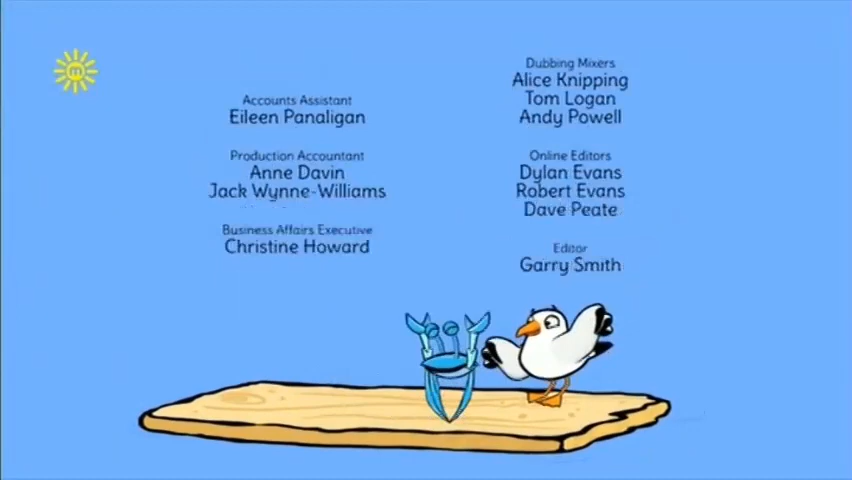 m
Accounts Assistant
Eileen Panaligan
Production Accountant
Anne Davin
Jack Wynne-Williams
Business Affairs Executive
Christine Howard
Dubbing Mixers
Alice Knipping
Tom Logan
Andy Powell
Online Editors
Dylan Evans
Robert Evans
Dave Peate
Editor
Garry Smith